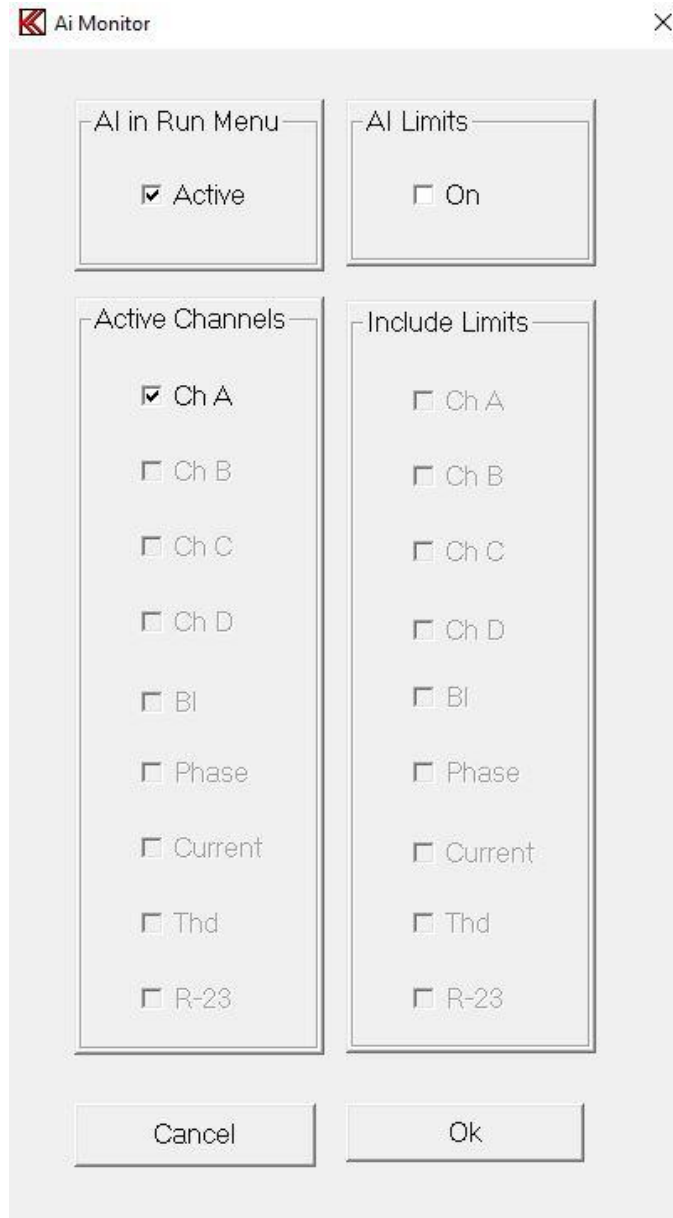 Ai Monitor
AI in Run Menu
Active
AI Limits
On
Active Channels
Ch A
Ch B
Ch C
Ch D
BI
Phase
Current
Thd
R-23
Include Limits
Ch A
Ch B
Ch C
Ch D
BI
Phase
Current
Thd
R-23
Cancel
Ok